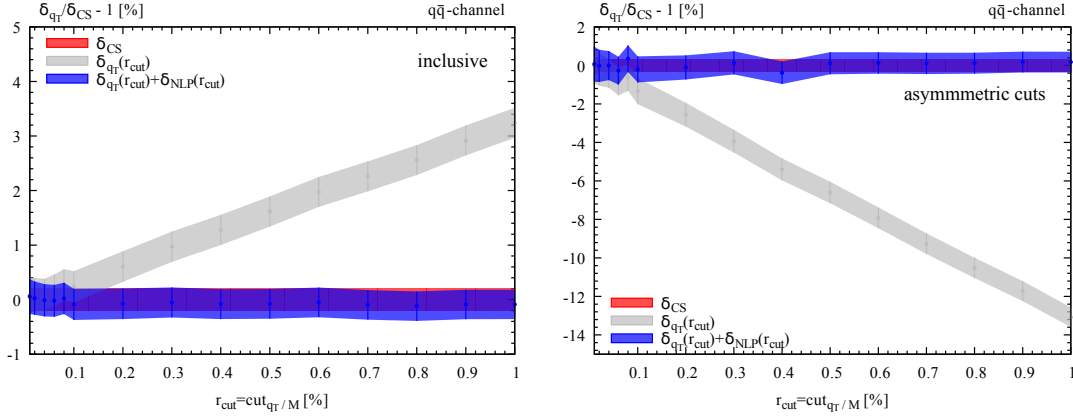 δqT/δCS - 1 [%]
qq̄-channel
5
4
3
2
1
0
-1
δCS
δqT(rcut)
δqT(rcut)+δNLP(rcut)
inclusive
0.1 0.2 0.3 0.4 0.5 0.6 0.7 0.8 0.9 1
rcut=cutqT/M [%]
δqT/δCS - 1 [%]
qq̄-channel
2
0
-2
-4
-6
-8
-10
-12
-14
asymmmetric cuts
δCS
δqT(rcut)
δqT(rcut)+δNLP(rcut)
0.1 0.2 0.3 0.4 0.5 0.6 0.7 0.8 0.9 1
rcut=cutqT/M [%]